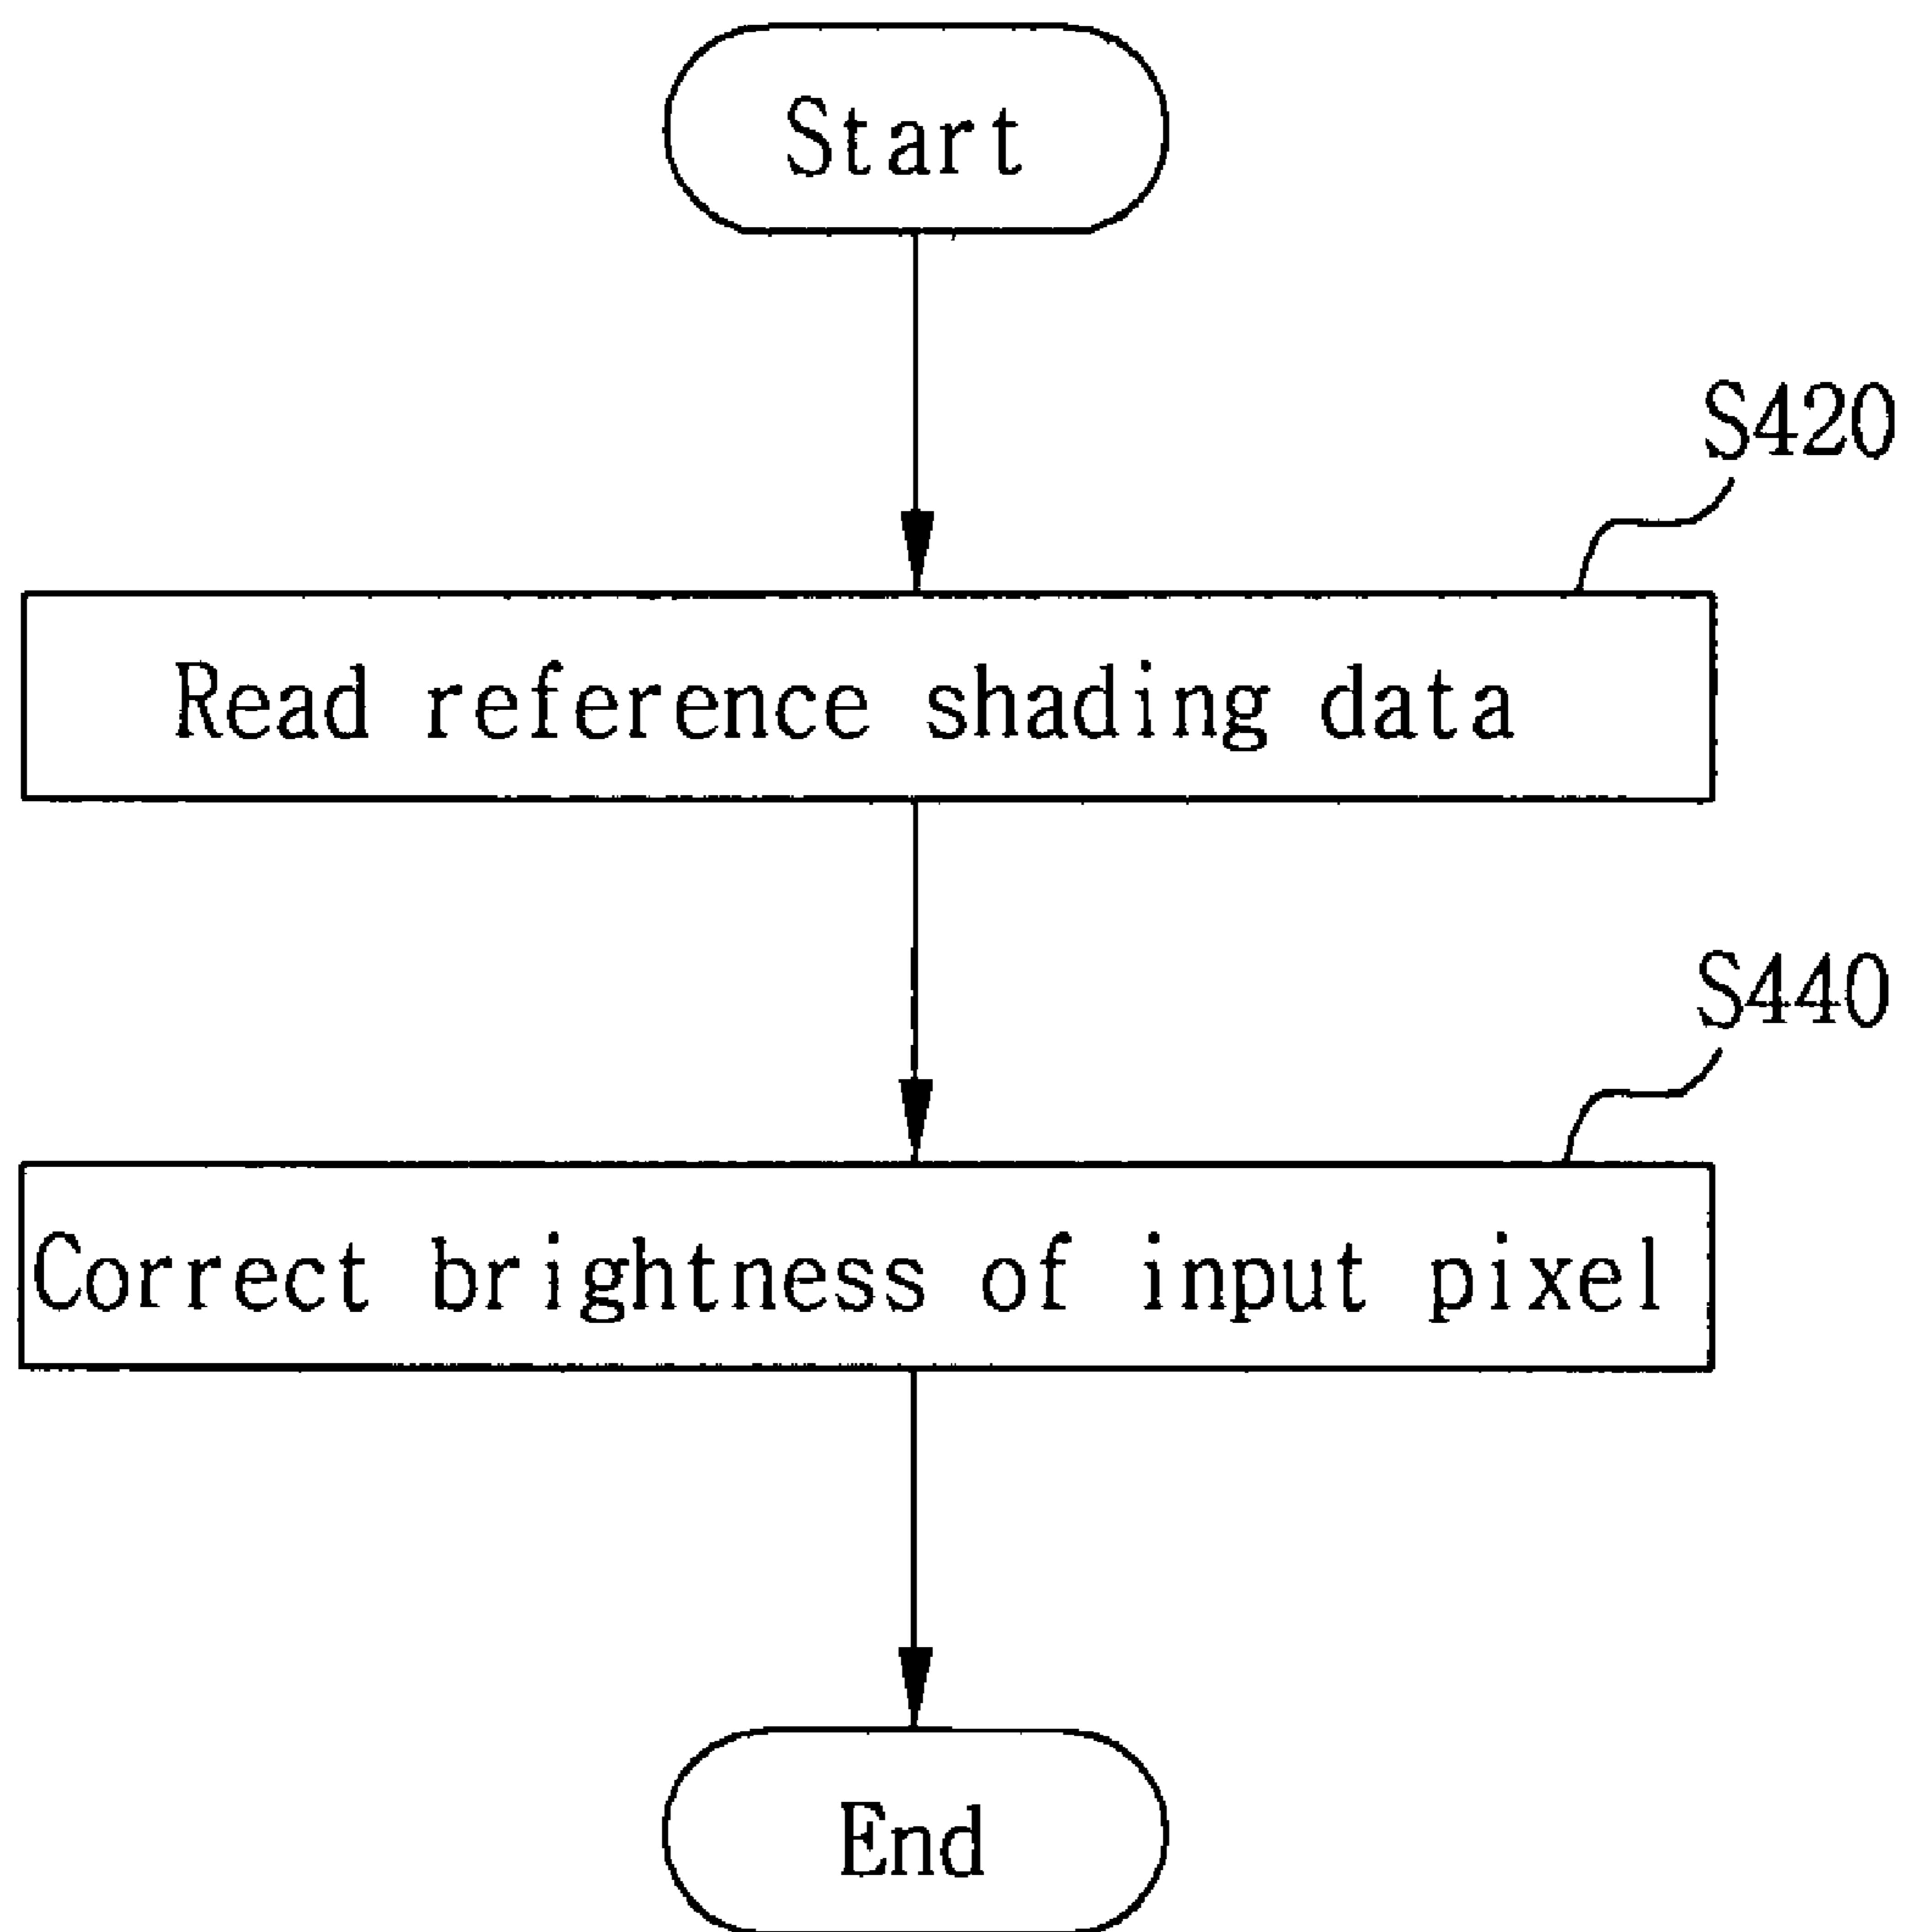 Start
S420
Read reference shading data
S440
Correct brightness of input pixel
End